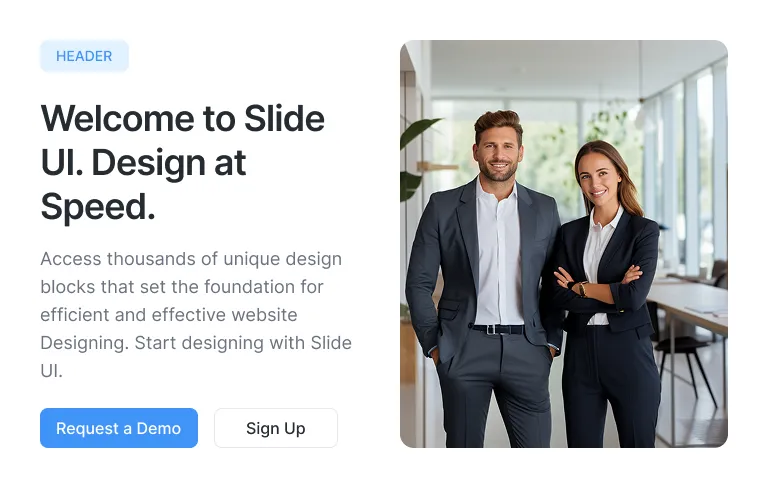 HEADER
Welcome to Slide
UI. Design at
Speed.
Access thousands of unique design
blocks that set the foundation for
efficient and effective website
Designing. Start designing with Slide
UI.
Request a Demo
Sign Up